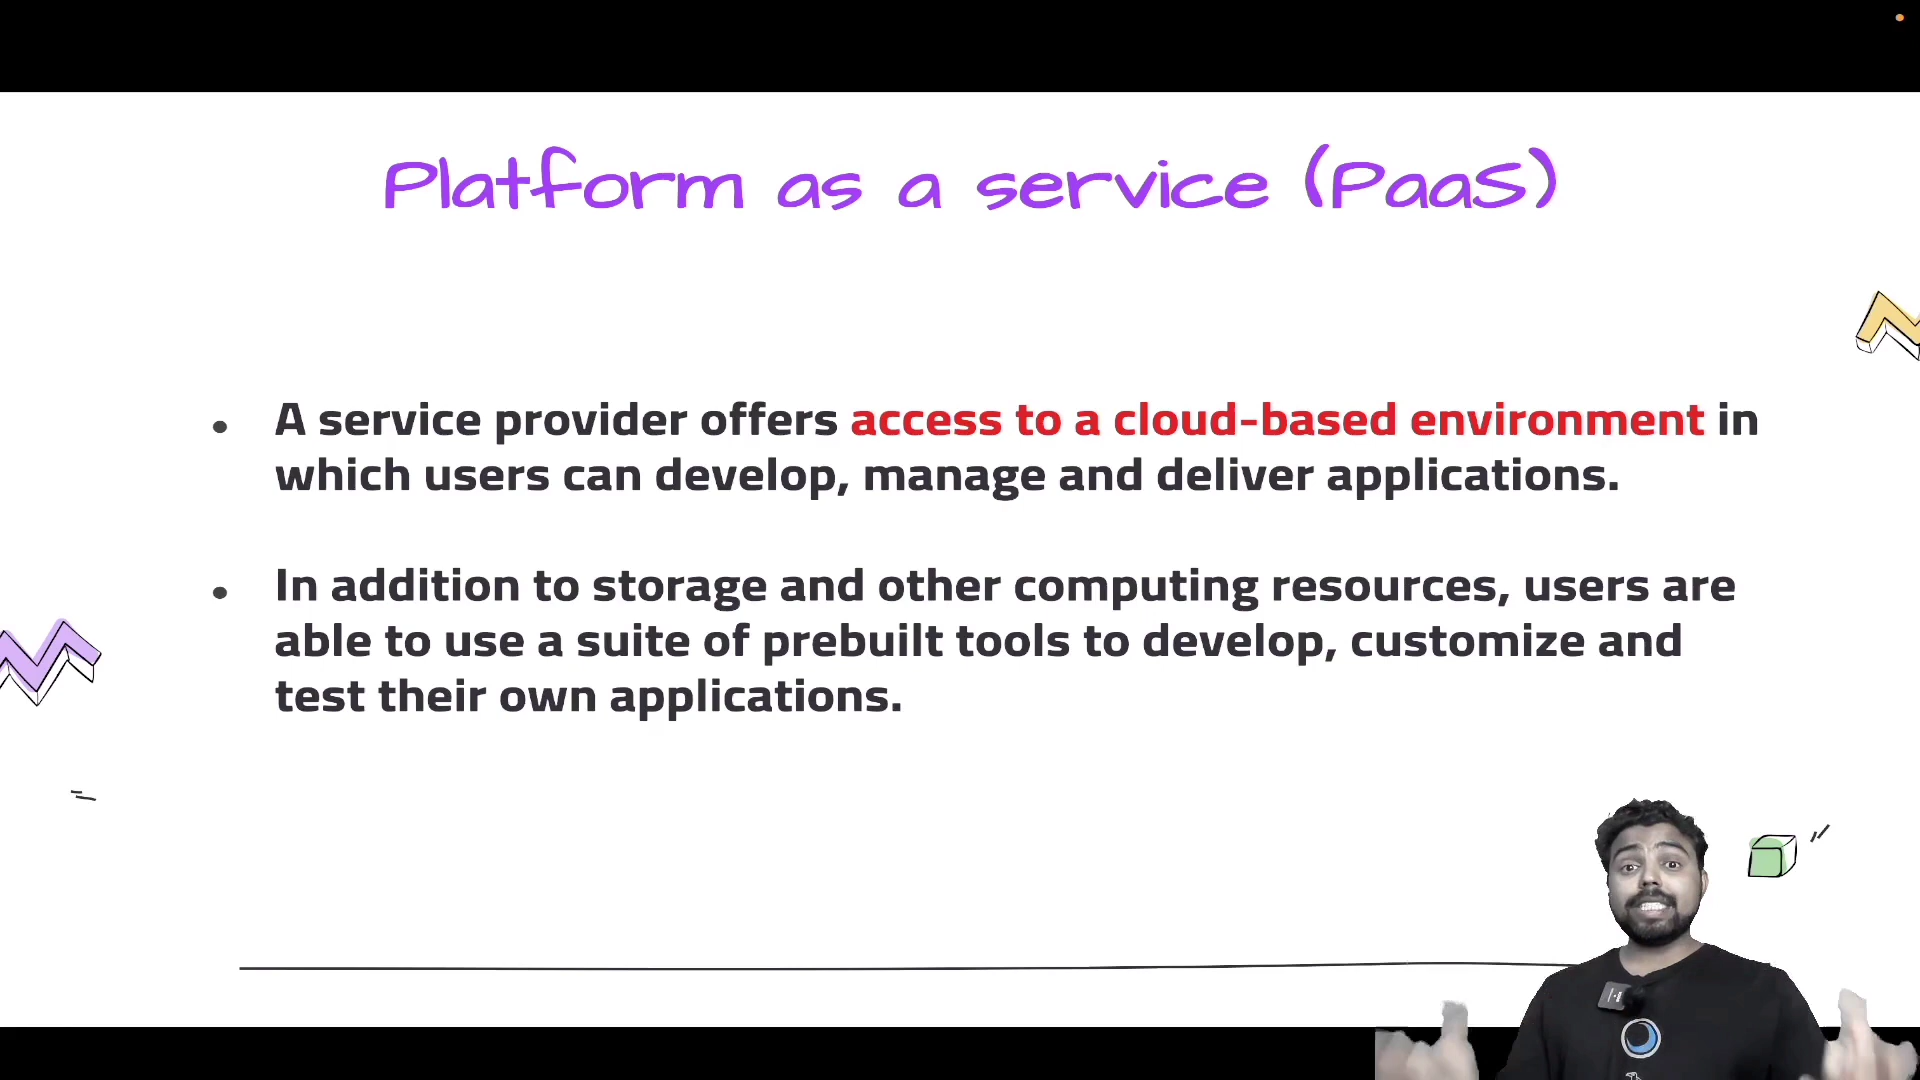 Platform as a service (PaaS)
• A service provider offers access to a cloud-based environment in
which users can develop, manage and deliver applications.
• In addition to storage and other computing resources, users are
able to use a suite of prebuilt tools to develop, customize and
test their own applications.